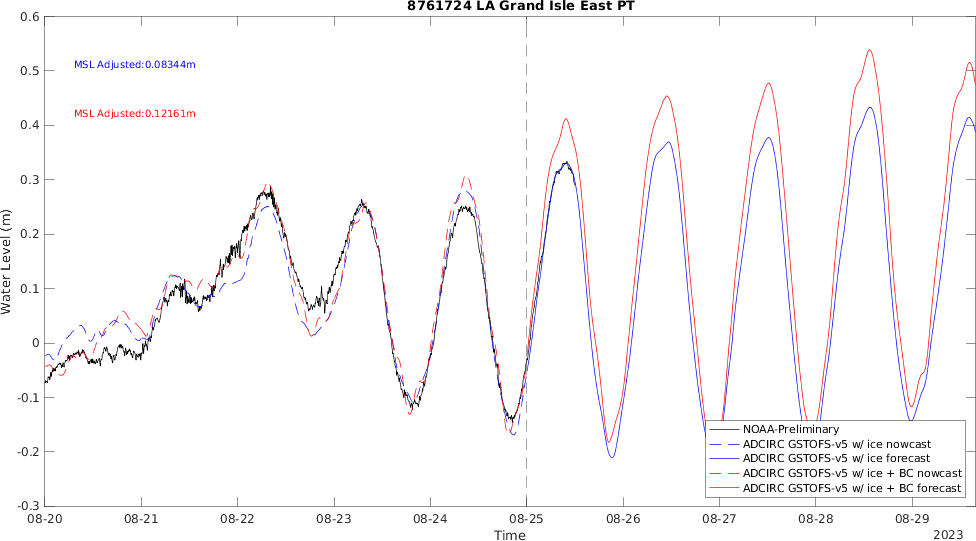 8761724 LA Grand Isle East PT
0.6
0.5
0.4
0.3
0.2
0.1
0
-0.1
-0.2
-0.3
Water Level (m)
MSL Adjusted:0.08344m
MSL Adjusted:0.12161m
NOAA-Preliminary
ADCIRC GSTOFS-v5 w/ ice nowcast
ADCIRC GSTOFS-v5 w/ ice forecast
ADCIRC GSTOFS-v5 w/ ice + BC nowcast
ADCIRC GSTOFS-v5 w/ ice + BC forecast
08-20 08-21 08-22 08-23 08-24 08-25 08-26 08-27 08-28 08-29
Time
2023